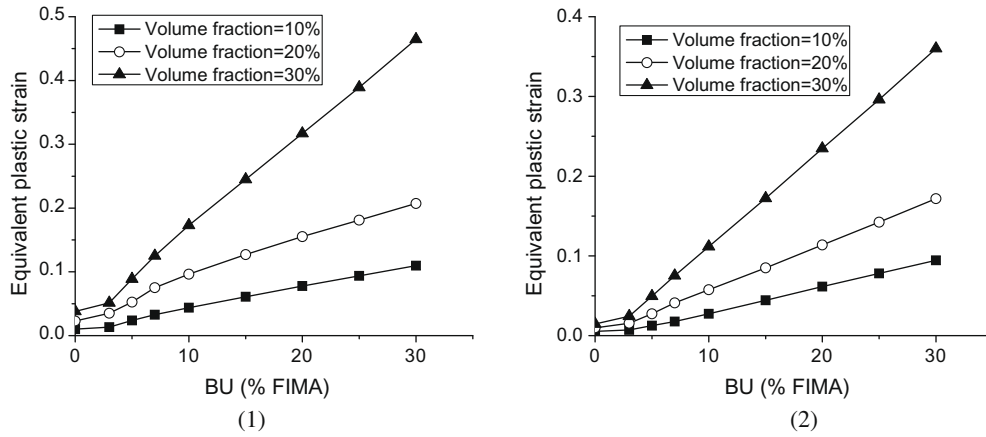 Volume fraction=10%
Volume fraction=20%
Volume fraction=30%
Equivalent plastic strain
0.5
0.4
0.3
0.2
0.1
0.0
0 10 20 30
BU (% FIMA)
(1)
Volume fraction=10%
Volume fraction=20%
Volume fraction=30%
Equivalent plastic strain
0.4
0.3
0.2
0.1
0.0
0 10 20 30
BU (% FIMA)
(2)